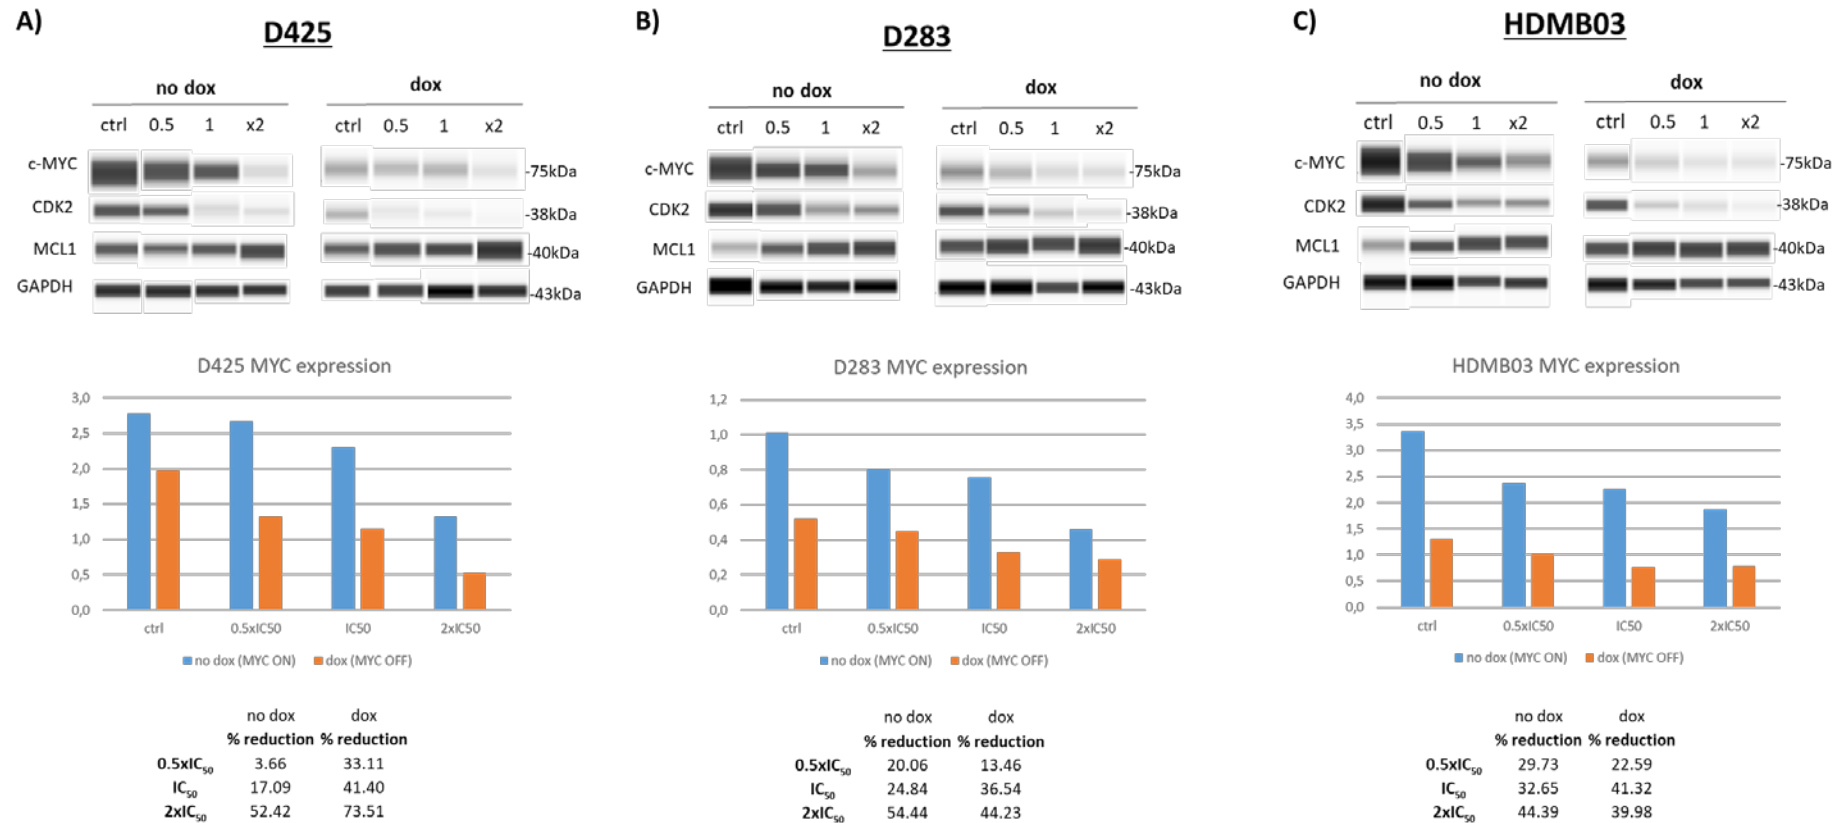 A)
D425
no dox
dox
ctrl 0.5 1 x2
ctrl 0.5 1 x2
c-MYC
-75kDa
CDK2
-38kDa
MCL1
-40kDa
GAPDH
-43kDa
D425 MYC expression
3,0
2,5
2,0
1,5
1,0
0,5
0,0
ctrl 0.5xIC50 IC50 2xIC50
no dox (MYC ON) dox (MYC OFF)
no dox dox
% reduction % reduction
0.5xIC50 3.66 33.11
IC50 17.09 41.40
2xIC50 52.42 73.51
B)
D283
no dox
dox
ctrl 0.5 1 x2
ctrl 0.5 1 x2
c-MYC
-75kDa
CDK2
-38kDa
MCL1
-40kDa
GAPDH
-43kDa
D283 MYC expression
1,2
1,0
0,8
0,6
0,4
0,2
0,0
ctrl 0.5xIC50 IC50 2xIC50
no dox (MYC ON) dox (MYC OFF)
no dox dox
% reduction % reduction
0.5xIC50 20.06 13.46
IC50 24.84 36.54
2xIC50 54.44 44.23
C)
HDMB03
no dox
dox
ctrl 0.5 1 x2
ctrl 0.5 1 x2
c-MYC
-75kDa
CDK2
-38kDa
MCL1
-40kDa
GAPDH
-43kDa
HDMB03 MYC expression
4,0
3,5
3,0
2,5
2,0
1,5
1,0
0,5
0,0
ctrl 0.5xIC50 IC50 2xIC50
no dox (MYC ON) dox (MYC OFF)
no dox dox
% reduction % reduction
0.5xIC50 29.73 22.59
IC50 32.65 41.32
2xIC50 44.39 39.98